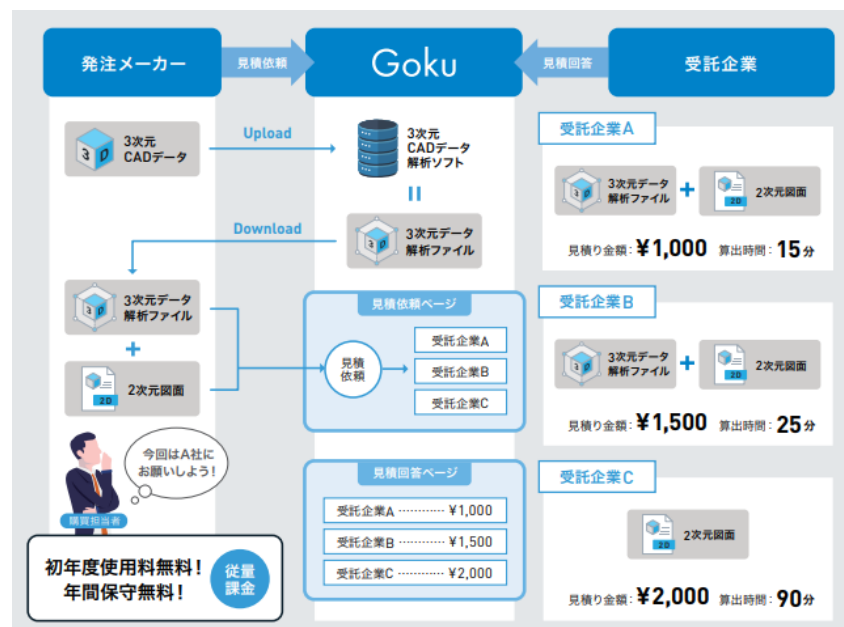 発注メーカー
見積依頼
Goku
見積回答
受託企業
3次元
CADデータ
Upload
3次元
CADデータ
解析ソフト
Download
3次元データ
解析ファイル
3次元データ
解析ファイル
+
2D
2次元図面
見積依頼ページ
見積
依頼
受託企業A
受託企業B
受託企業C
今回はA社に
お願いしよう!
購買担当者
見積回答ページ
受託企業A ………… ¥1,000
受託企業B ………… ¥1,500
受託企業C ………… ¥2,000
初年度使用料無料!
年間保守無料!
従量
課金
受託企業A
3次元データ
解析ファイル
+
2D
2次元図面
見積り金額:¥1,000 算出時間:15分
受託企業B
3次元データ
解析ファイル
+
2D
2次元図面
見積り金額:¥1,500 算出時間:25分
受託企業C
2D
2次元図面
見積り金額:¥2,000 算出時間:90分